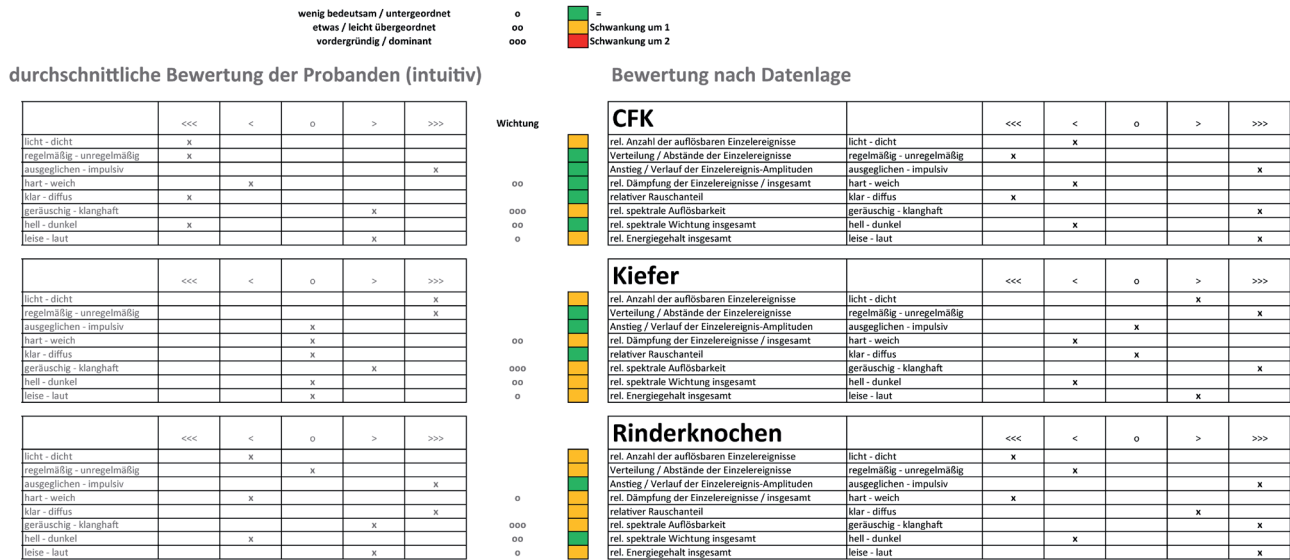 wenig bedeutsam / untergeordnet o =
etwas / leicht übergeordnet oo Schwankung um 1
vordergründig / dominant ooo Schwankung um 2
durchschnittliche Bewertung der Probanden (intuitiv) Bewertung nach Datenlage
<<< < o > >>> Wichtung CFK <<< < o > >>>
licht - dicht x rel. Anzahl der auflösbaren Einzelereignisse licht - dicht x
regelmäßig - unregelmäßig x Verteilung / Abstände der Einzelereignisse regelmäßig - unregelmäßig x
ausgeglichen - impulsiv x Anstieg / Verlauf der Einzelereignis-Amplituden ausgeglichen - impulsiv x
hart - weich x oo rel. Dämpfung der Einzelereignisse / insgesamt hart - weich x
klar - diffus x relativer Rauschanteil klar - diffus x
geräuschig - klanghaft x ooo rel. spektrale Auflösbarkeit geräuschig - klanghaft x
hell - dunkel x oo rel. spektrale Wichtung insgesamt hell - dunkel x
leise - laut x o rel. Energiegehalt insgesamt leise - laut x
<<< < o > >>> Kiefer <<< < o > >>>
licht - dicht x rel. Anzahl der auflösbaren Einzelereignisse licht - dicht x
regelmäßig - unregelmäßig x Verteilung / Abstände der Einzelereignisse regelmäßig - unregelmäßig x
ausgeglichen - impulsiv x Anstieg / Verlauf der Einzelereignis-Amplituden ausgeglichen - impulsiv x
hart - weich x oo rel. Dämpfung der Einzelereignisse / insgesamt hart - weich x
klar - diffus x relativer Rauschanteil klar - diffus x
geräuschig - klanghaft x ooo rel. spektrale Auflösbarkeit geräuschig - klanghaft x
hell - dunkel x oo rel. spektrale Wichtung insgesamt hell - dunkel x
leise - laut x o rel. Energiegehalt insgesamt leise - laut x
<<< < o > >>> Rinderknochen <<< < o > >>>
licht - dicht x rel. Anzahl der auflösbaren Einzelereignisse licht - dicht x
regelmäßig - unregelmäßig x Verteilung / Abstände der Einzelereignisse regelmäßig - unregelmäßig x
ausgeglichen - impulsiv x Anstieg / Verlauf der Einzelereignis-Amplituden ausgeglichen - impulsiv x
hart - weich x o rel. Dämpfung der Einzelereignisse / insgesamt hart - weich x
klar - diffus x relativer Rauschanteil klar - diffus x
geräuschig - klanghaft x ooo rel. spektrale Auflösbarkeit geräuschig - klanghaft x
hell - dunkel x oo rel. spektrale Wichtung insgesamt hell - dunkel x
leise - laut x o rel. Energiegehalt insgesamt leise - laut x